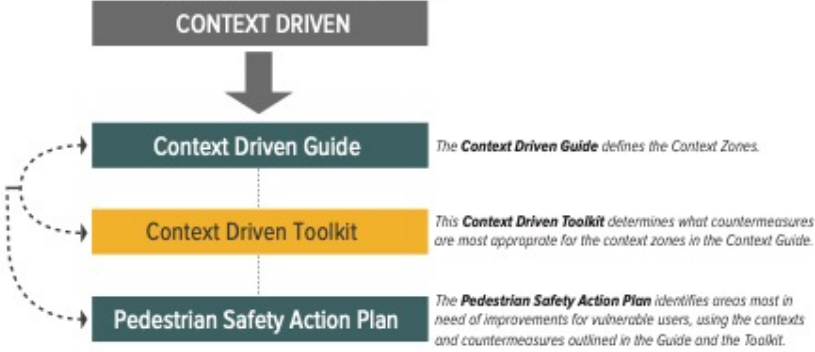 CONTEXT DRIVEN
Context Driven Guide
The Context Driven Guide defines the Context Zones.
Context Driven Toolkit
This Context Driven Toolkit determines what countermeasures
are most approprate for the context zones in the Context Guide.
Pedestrian Safety Action Plan
The Pedestrian Safety Action Plan identifies areas most in
need of improvements for vulnerable users, using the contexts
and countermeasures outlined in the Guide and the Toolkit.